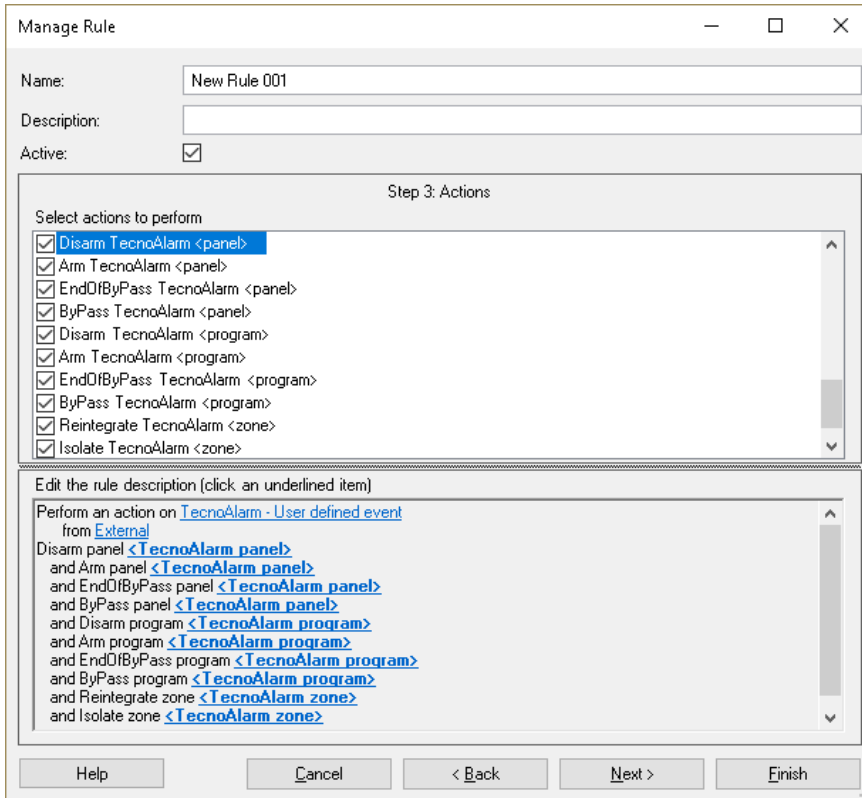 Manage Rule
Name:
New Rule 001
Description:
Active:
Step 3: Actions
Select actions to perform
Disarm TecnoAlarm <panel>
Arm TecnoAlarm <panel>
EndOfByPass TecnoAlarm <panel>
ByPass TecnoAlarm <panel>
Disarm TecnoAlarm <program>
Arm TecnoAlarm <program>
EndOfByPass TecnoAlarm <program>
ByPass TecnoAlarm <program>
Reintegrate TecnoAlarm <zone>
Isolate TecnoAlarm <zone>
Edit the rule description (click an underlined item)
Perform an action on TecnoAlarm - User defined event
from External
Disarm panel <TecnoAlarm panel>
and Arm panel <TecnoAlarm panel>
and EndOfByPass panel <TecnoAlarm panel>
and ByPass panel <TecnoAlarm panel>
and Disarm program <TecnoAlarm program>
and Arm program <TecnoAlarm program>
and EndOfByPass program <TecnoAlarm program>
and ByPass program <TecnoAlarm program>
and Reintegrate zone <TecnoAlarm zone>
and Isolate zone <TecnoAlarm zone>
Help
Cancel
< Back
Next >
Finish